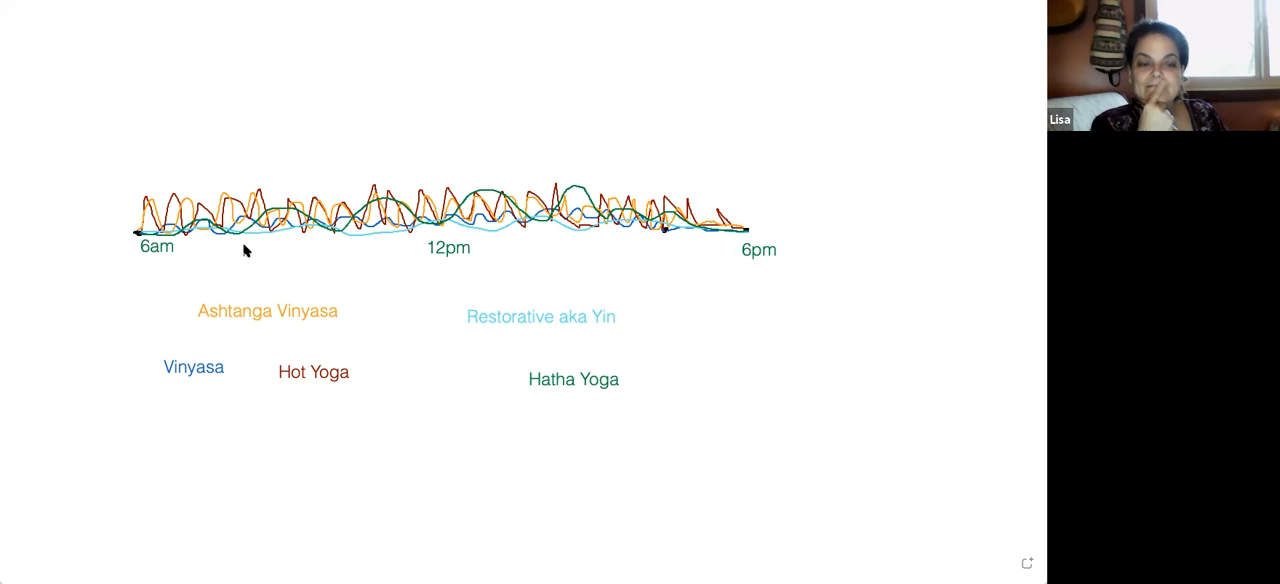 Lisa
6am
12pm
6pm
Ashtanga Vinyasa
Restorative aka Yin
Vinyasa
Hot Yoga
Hatha Yoga